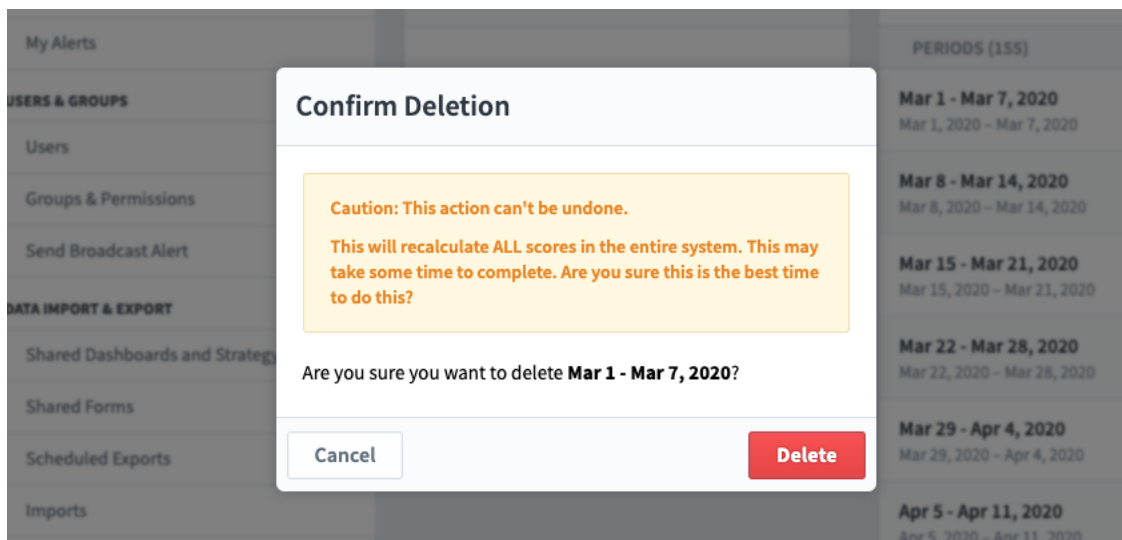 My Alerts
USERS & GROUPS
Users
Groups & Permissions
Send Broadcast Alert
DATA IMPORT & EXPORT
Shared Dashboards and Strategy
Shared Forms
Scheduled Exports
Imports
Confirm Deletion
Caution: This action can't be undone.
This will recalculate ALL scores in the entire system. This may
take some time to complete. Are you sure this is the best time
to do this?
Are you sure you want to delete Mar 1 - Mar 7, 2020?
Cancel
Delete
PERIODS (155)
Mar 1 - Mar 7, 2020
Mar 1, 2020 – Mar 7, 2020
Mar 8 - Mar 14, 2020
Mar 8, 2020 – Mar 14, 2020
Mar 15 - Mar 21, 2020
Mar 15, 2020 – Mar 21, 2020
Mar 22 - Mar 28, 2020
Mar 22, 2020 – Mar 28, 2020
Mar 29 - Apr 4, 2020
Mar 29, 2020 – Apr 4, 2020
Apr 5 - Apr 11, 2020
Apr 5, 2020 – Apr 11, 2020